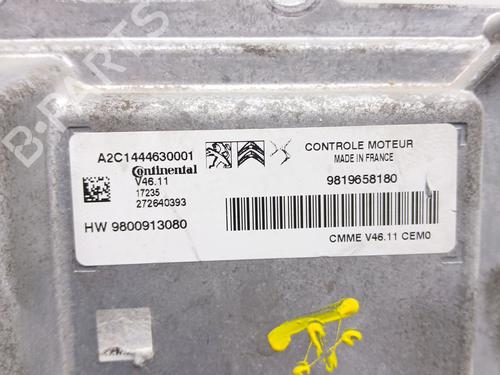 A2C1444630001
Continental
V46.11
17235
272640393
HW 9800913080
CONTROLE MOTEUR
MADE IN FRANCE
9819658180
CMME V46.11 CEM0
B-PARTS